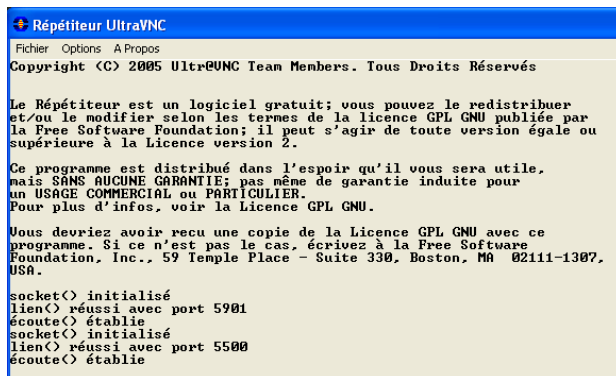 Répétiteur UltraVNC
Fichier Options A Propos
Copyright (C) 2005 Ultr@VNC Team Members. Tous Droits Réservés
Le Répétiteur est un logiciel gratuit; vous pouvez le redistribuer
et/ou le modifier selon les termes de la licence GPL GNU publiée par
la Free Software Foundation; il peut s'agir de toute version égale ou
supérieure à la Licence version 2.
Ce programme est distribué dans l'espoir qu'il vous sera utile,
mais SANS AUCUNE GARANTIE; pas même de garantie induite pour
un USAGE COMMERCIAL ou PARTICULIER.
Pour plus d'infos, voir la Licence GPL GNU.
Vous devriez avoir recu une copie de la Licence GPL GNU avec ce
programme. Si ce n'est pas le cas, écrivez à la Free Software
Foundation, Inc., 59 Temple Place - Suite 330, Boston, MA  02111-1307,
USA.
socket() initialisé
lien() réussi avec port 5901
écoute() établie
socket() initialisé
lien() réussi avec port 5500
écoute() établie